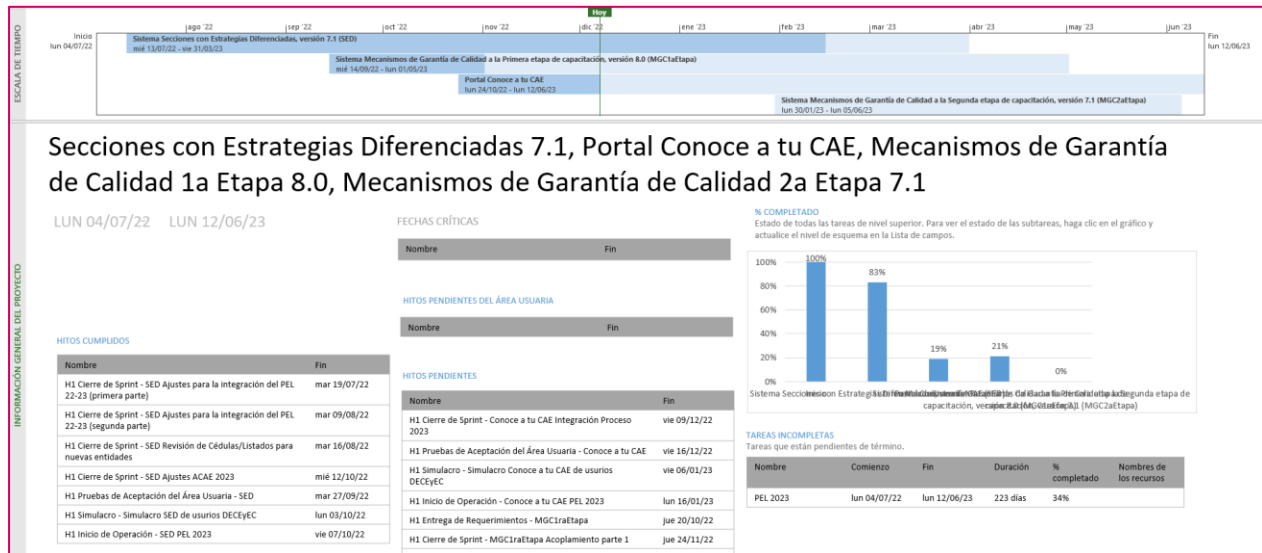 Hoy
ESCALA DE TIEMPO
Inicio
lun 04/07/22
ago '22
sep '22
oct '22
nov '22
dic '22
ene '23
feb '23
mar '23
abr '23
may '23
jun '23
Fin
lun 12/06/23
Sistema Secciones con Estrategias Diferenciadas, versión 7.1 (SED)
mié 13/07/22 - vie 31/03/23
Sistema Mecanismos de Garantía de Calidad a la Primera etapa de capacitación, versión 8.0 (MGC1aEtapa)
mié 14/09/22 - lun 01/05/23
Portal Conoce a tu CAE
lun 24/10/22 - lun 12/06/23
Sistema Mecanismos de Garantía de Calidad a la Segunda etapa de capacitación, versión 7.1 (MGC2aEtapa)
lun 30/01/23 - lun 05/06/23
INFORMACIÓN GENERAL DEL PROYECTO
Secciones con Estrategias Diferenciadas 7.1, Portal Conoce a tu CAE, Mecanismos de Garantía
de Calidad 1a Etapa 8.0, Mecanismos de Garantía de Calidad 2a Etapa 7.1
LUN 04/07/22 LUN 12/06/23
HITOS CUMPLIDOS
Nombre Fin
H1 Cierre de Sprint - SED Ajustes para la integración del PEL mar 19/07/22
22-23 (primera parte)
H1 Cierre de Sprint - SED Ajustes para la integración del PEL mar 09/08/22
22-23 (segunda parte)
H1 Cierre de Sprint - SED Revisión de Cédulas/Listados para mar 16/08/22
nuevas entidades
H1 Cierre de Sprint - SED Ajustes ACAE 2023 mié 12/10/22
H1 Pruebas de Aceptación del Área Usuaria - SED mar 27/09/22
H1 Simulacro - Simulacro SED de usurios DECEyEC lun 03/10/22
H1 Inicio de Operación - SED PEL 2023 vie 07/10/22
FECHAS CRÍTICAS
Nombre Fin
HITOS PENDIENTES DEL ÁREA USUARIA
Nombre Fin
HITOS PENDIENTES
Nombre Fin
H1 Cierre de Sprint - Conoce a tu CAE Integración Proceso vie 09/12/22
2023
H1 Pruebas de Aceptación del Área Usuaria - Conoce a tu CAE vie 16/12/22
H1 Simulacro - Simulacro Conoce a tu CAE de usurios vie 06/01/23
DECEyEC
H1 Inicio de Operación - Conoce a tu CAE PEL 2023 lun 16/01/23
H1 Entrega de Requerimientos - MGC1raEtapa jue 20/10/22
H1 Cierre de Sprint - MGC1raEtapa Acoplamiento parte 1 jue 24/11/22
% COMPLETADO
Estado de todas las tareas de nivel superior. Para ver el estado de las subtareas, haga clic en el gráfico y
actualice el nivel de esquema en la Lista de campos.
100%
80%
60%
40%
20%
0%
100%
83%
19%
21%
0%
TAREAS INCOMPLETAS
Tareas que están pendientes de término.
Nombre Comienzo Fin Duración % completado Nombres de los recursos
PEL 2023 lun 04/07/22 lun 12/06/23 223 días 34%